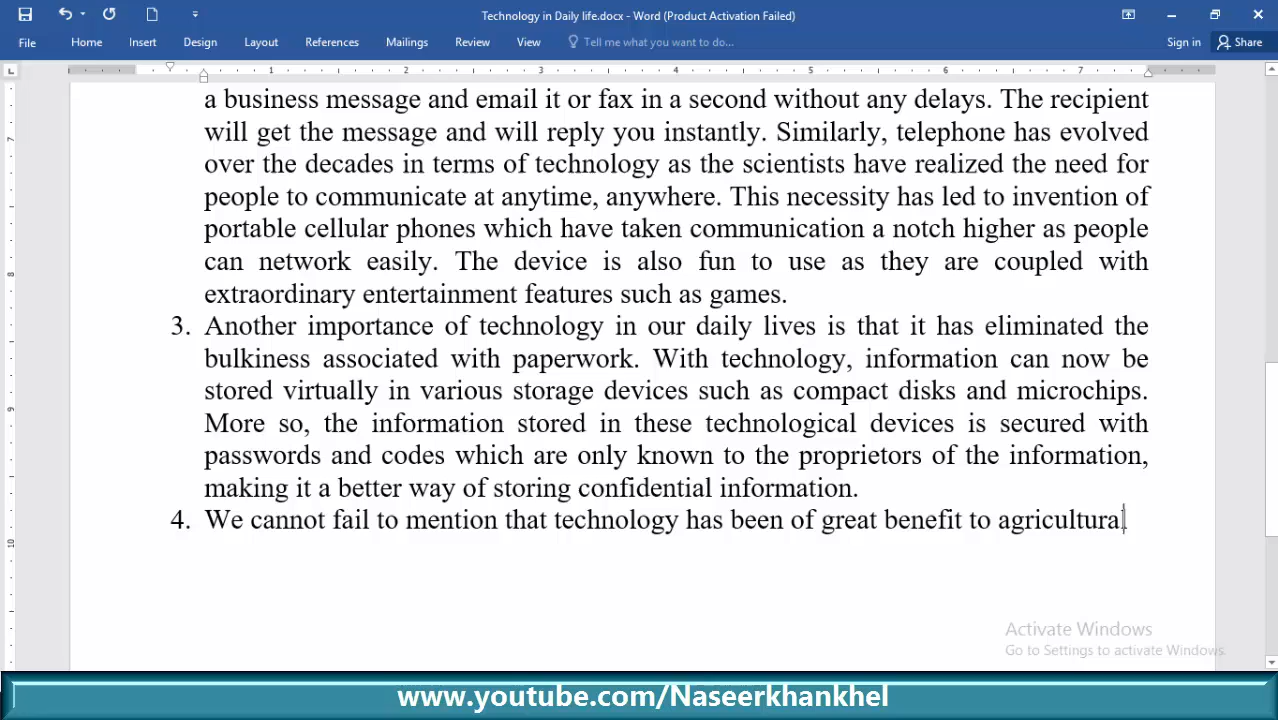 Technology in Daily life.docx - Word (Product Activation Failed)
File Home Insert Design Layout References Mailings Review View Tell me what you want to do... Sign in Share
1 2 3 4 5 6 7
a business message and email it or fax in a second without any delays. The recipient
will get the message and will reply you instantly. Similarly, telephone has evolved
over the decades in terms of technology as the scientists have realized the need for
people to communicate at anytime, anywhere. This necessity has led to invention of
portable cellular phones which have taken communication a notch higher as people
can network easily. The device is also fun to use as they are coupled with
extraordinary entertainment features such as games.
3. Another importance of technology in our daily lives is that it has eliminated the
bulkiness associated with paperwork. With technology, information can now be
stored virtually in various storage devices such as compact disks and microchips.
More so, the information stored in these technological devices is secured with
passwords and codes which are only known to the proprietors of the information,
making it a better way of storing confidential information.
4. We cannot fail to mention that technology has been of great benefit to agricultural
7
8
9
10
Activate Windows
Go to Settings to activate Windows.
www.youtube.com/Naseerkhankhel